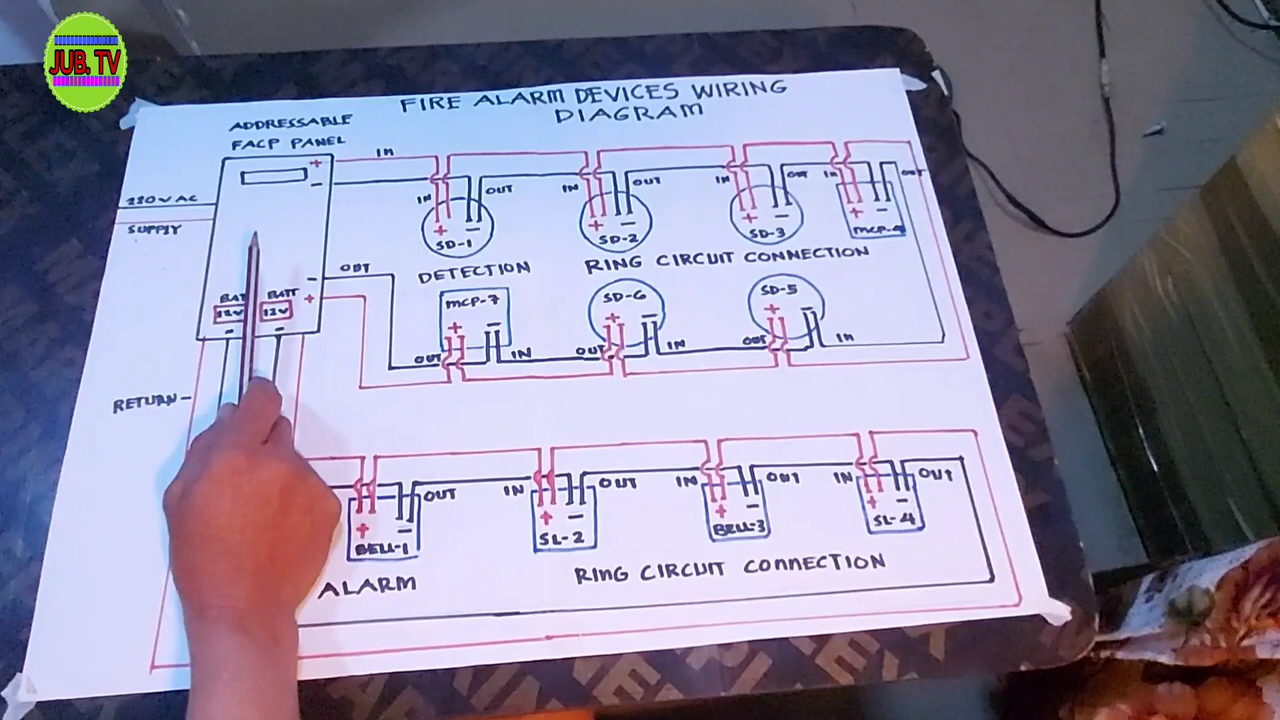 JUB. TV
FIRE ALARM DEVICES WIRING
DIAGRAM
ADDRESSABLE
FACP PANEL
+ IN
−
220V AC
SUPPLY
IN OUT
+ −
SD-1
IN OUT
+ −
SD-2
IN OUT
+ −
SD-3
IN OUT
+ −
DETECTION
RING CIRCUIT CONNECTION
− OUT
+
BATT
12V 12V
− −
MCP-7
+ −
OUT IN
SD-6
+ −
OUT IN
SD-5
+
OUT IN
RETURN
OUT
+ −
BELL-1
IN OUT
+ −
SL-2
IN OUT
+ −
BELL-3
IN OUT
+ −
SL-4
ALARM
RING CIRCUIT CONNECTION